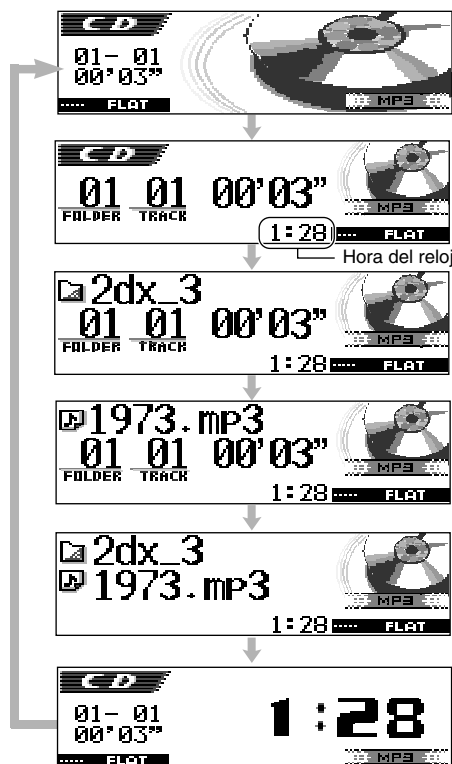 CD
01- 01
00'03”
FLAT
MP3
CD
01 01 00'03”
FOLDER TRACK
MP3
1:28 FLAT
Hora del reloj
2dx_3
01 01 00'03”
FOLDER TRACK
MP3
1:28 FLAT
1973.mp3
01 01 00'03”
FOLDER TRACK
MP3
1:28 FLAT
2dx_3
1973.mp3
MP3
1:28 FLAT
CD
01- 01
00'03”
1:28
FLAT
MP3